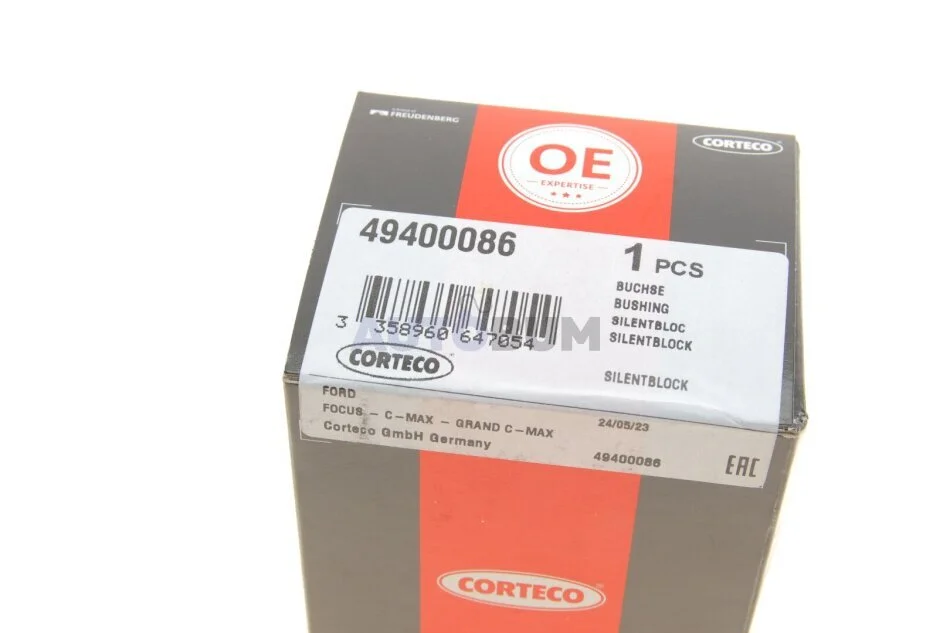 FREUDENBERG
CORTECO
OE
EXPERTISE
49400086
1 PCS
BUCHSE
BUSHING
SILENTBLOC
SILENTBLOCK
SILENTBLOCK
3 358960 647054
AUTODUM
CORTECO
FORD
FOCUS - C-MAX - GRAND C-MAX
24/05/23
Corteco GmbH Germany
49400086
EAC
CORTECO